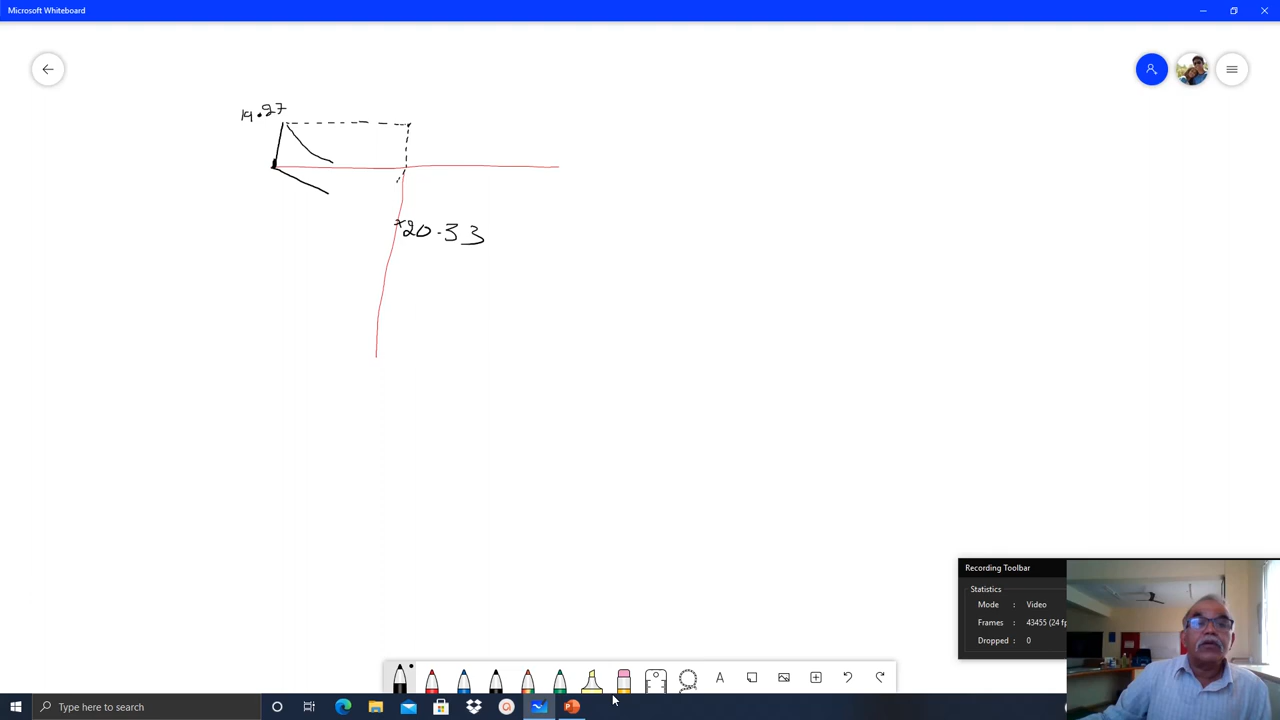 Microsoft Whiteboard
19.27
×20.33
Recording Toolbar
Statistics
Mode : Video
Frames : 43455 (24 fp
Dropped : 0
A
Type here to search